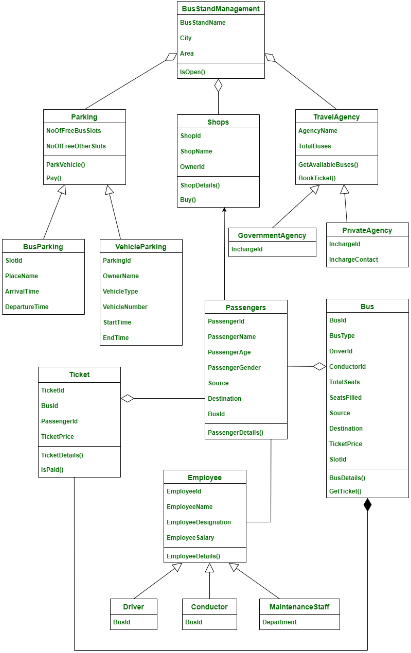 BusStandManagement
BusStandName
City
Area
IsOpen()
Parking
NoOfFreeBusSlots
NoOfFreeOtherSlots
ParkVehicle()
Pay()
Shops
ShopId
ShopName
OwnerId
ShopDetails()
Buy()
TravelAgency
AgencyName
TotalBuses
GetAvailableBuses()
BookTicket()
BusParking
SlotId
PlaceName
ArrivalTime
DepartureTime
VehicleParking
ParkingId
OwnerName
VehicleType
VehicleNumber
StartTime
EndTime
GovernmentAgency
InchargeId
PrivateAgency
InchargeId
InchargeContact
Passengers
PassengerId
PassengerName
PassengerAge
PassengerGender
Source
Destination
BusId
PassengerDetails()
Bus
BusId
BusType
DriverId
ConductorId
TotalSeats
SeatsFilled
Source
Destination
TicketPrice
SlotId
BusDetails()
GetTicket()
Ticket
TicketId
BusId
PassengerId
TicketPrice
TicketDetails()
IsPaid()
Employee
EmployeeId
EmployeeName
EmployeeDesignation
EmployeeSalary
EmployeeDetails()
Driver
BusId
Conductor
BusId
MaintenanceStaff
Department